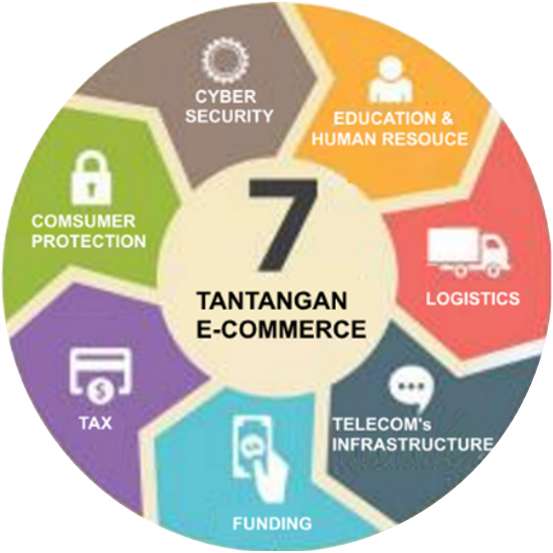 7
TANTANGAN
E-COMMERCE
CYBER
SECURITY
EDUCATION &
HUMAN RESOUCE
LOGISTICS
TELECOM's
INFRASTRUCTURE
FUNDING
TAX
COMSUMER
PROTECTION